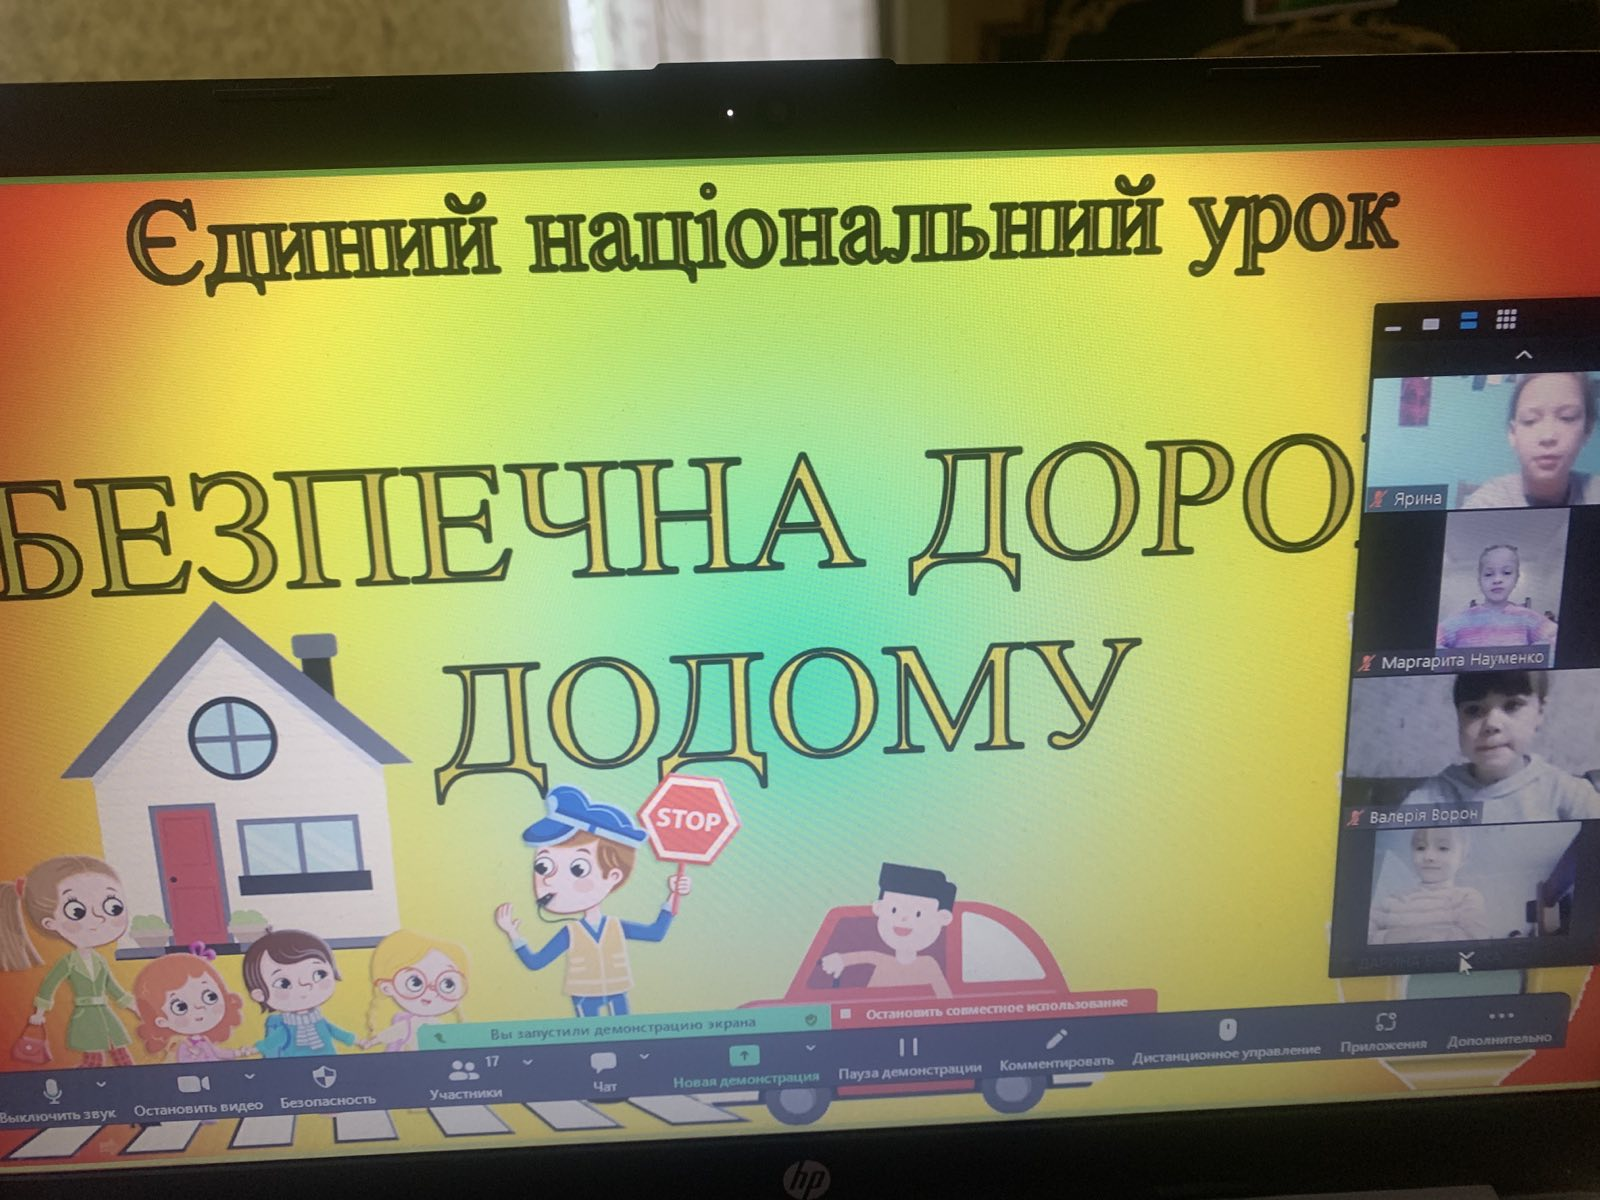 Єдиний національний урок
БЕЗПЕЧНА ДОРО
ДОДОМУ
STOP
Ярина
Маргарита Науменко
Валерія Ворон
Вы запустили демонстрацию экрана
Остановить совместное использование
Выключить звук
Остановить видео
Безопасность
17
Участники
Чат
Новая демонстрация
Пауза демонстрации
Комментировать
Дистанционное управление
Приложения
Дополнительно
hp